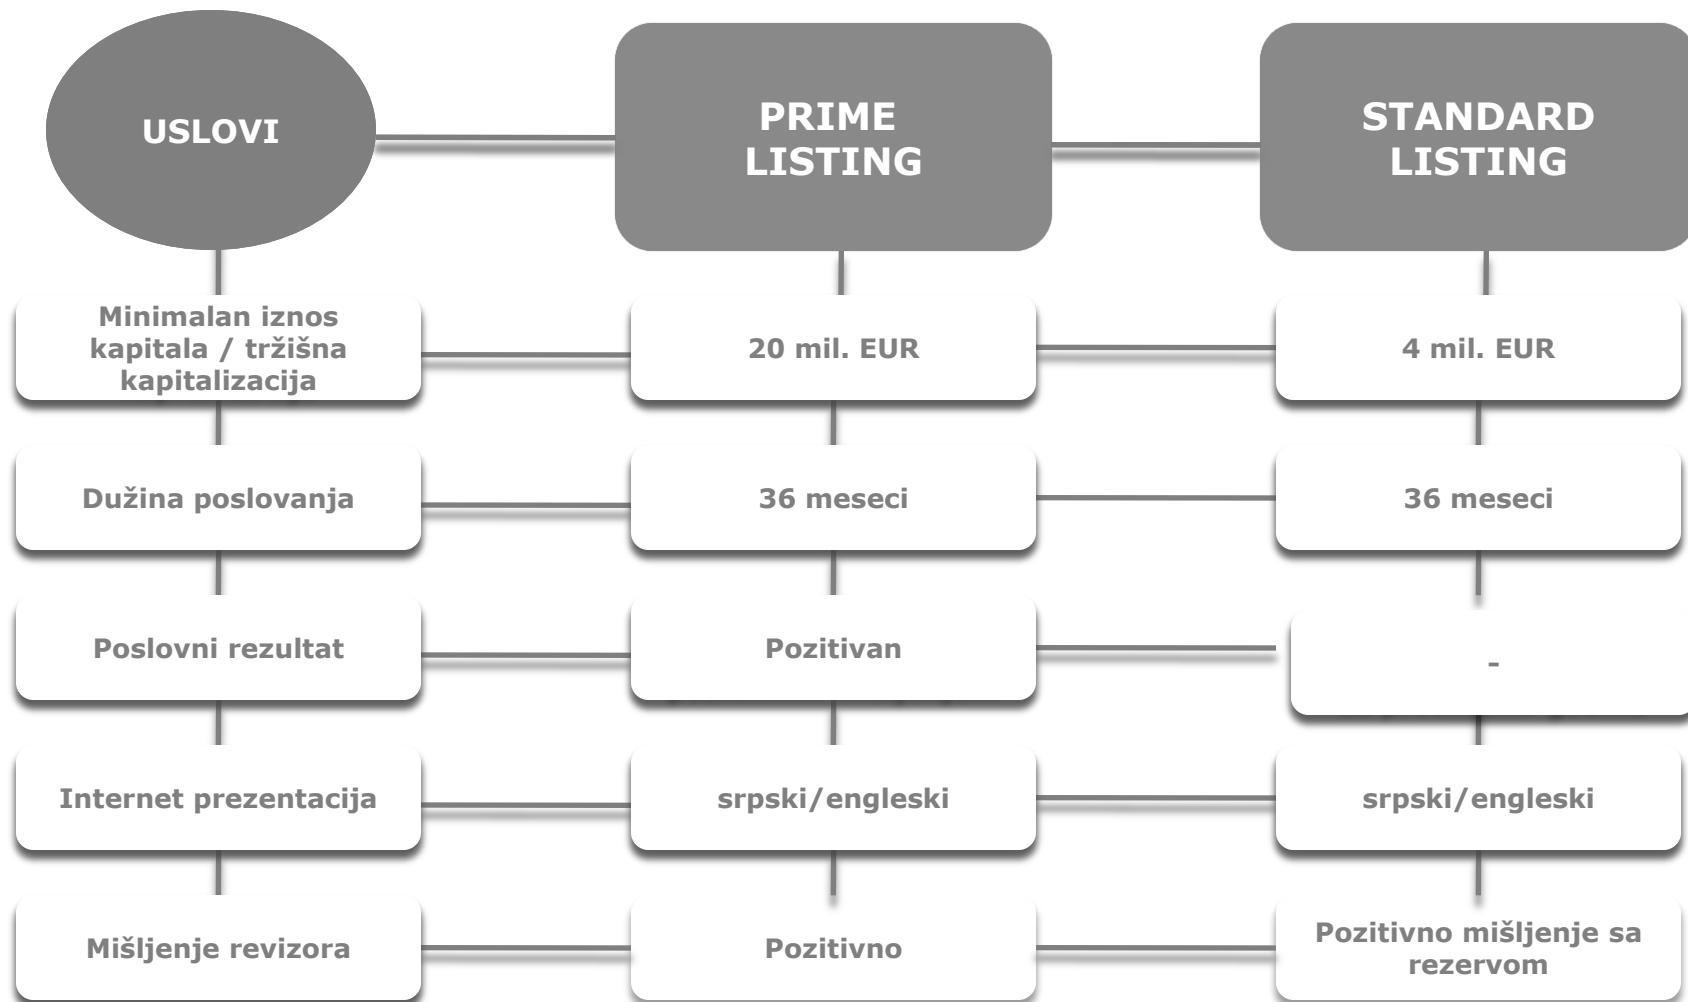 USLOVI
PRIME
LISTING
STANDARD
LISTING
Minimalan iznos
kapitala / tržišna
kapitalizacija
20 mil. EUR
4 mil. EUR
Dužina poslovanja
36 meseci
36 meseci
Poslovni rezultat
Pozitivan
-
Internet prezentacija
srpski/engleski
srpski/engleski
Mišljenje revizora
Pozitivno
Pozitivno mišljenje sa
rezervom